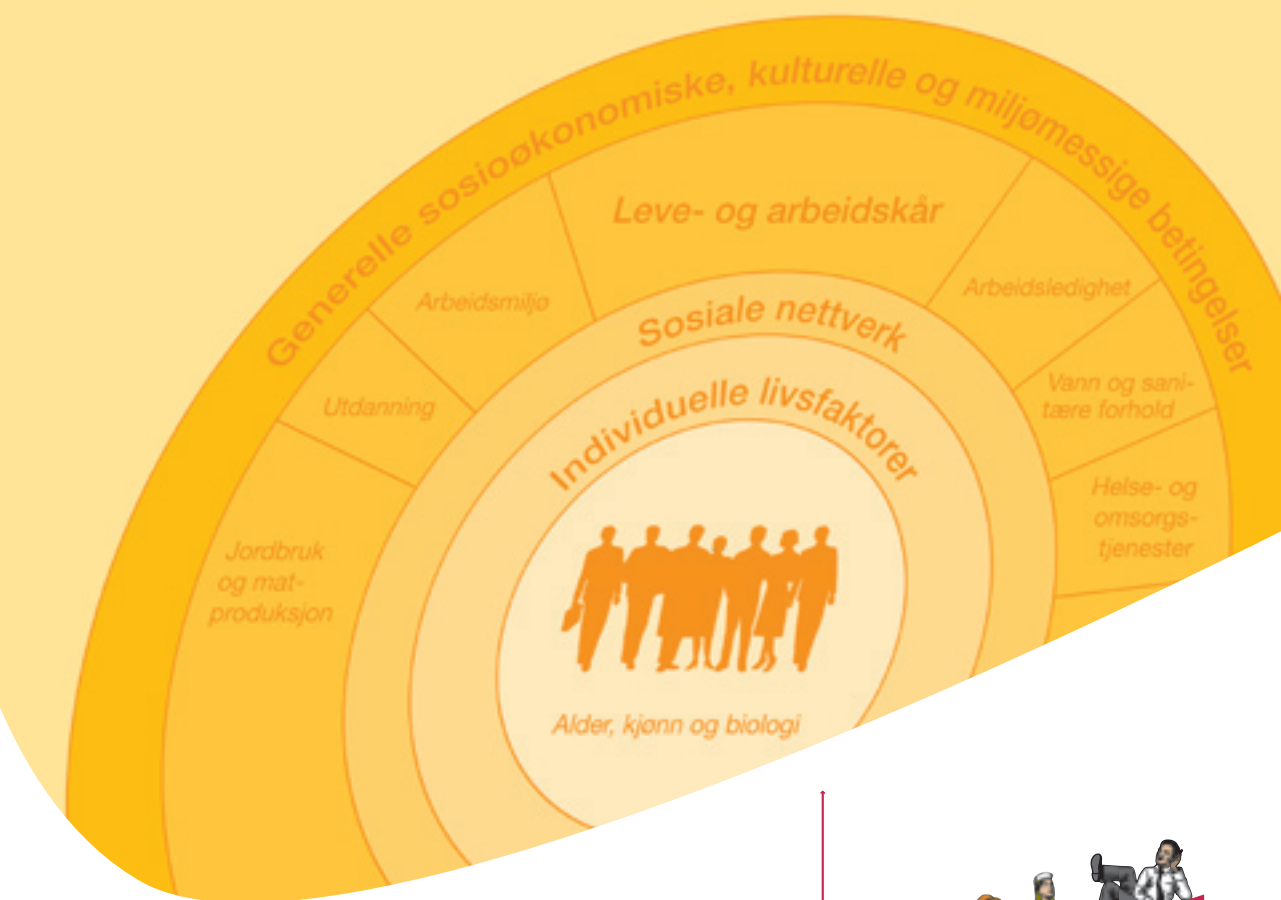 Generelle sosioøkonomiske, kulturelle og miljømessige betingelser
Leve- og arbeidskår
Arbeidsmiljø
Arbeidsledighet
Utdanning
Vann og sani-
tære forhold
Jordbruk
og mat-
produksjon
Helse- og
omsorgs-
tjenester
Sosiale nettverk
Individuelle livsfaktorer
Alder, kjønn og biologi